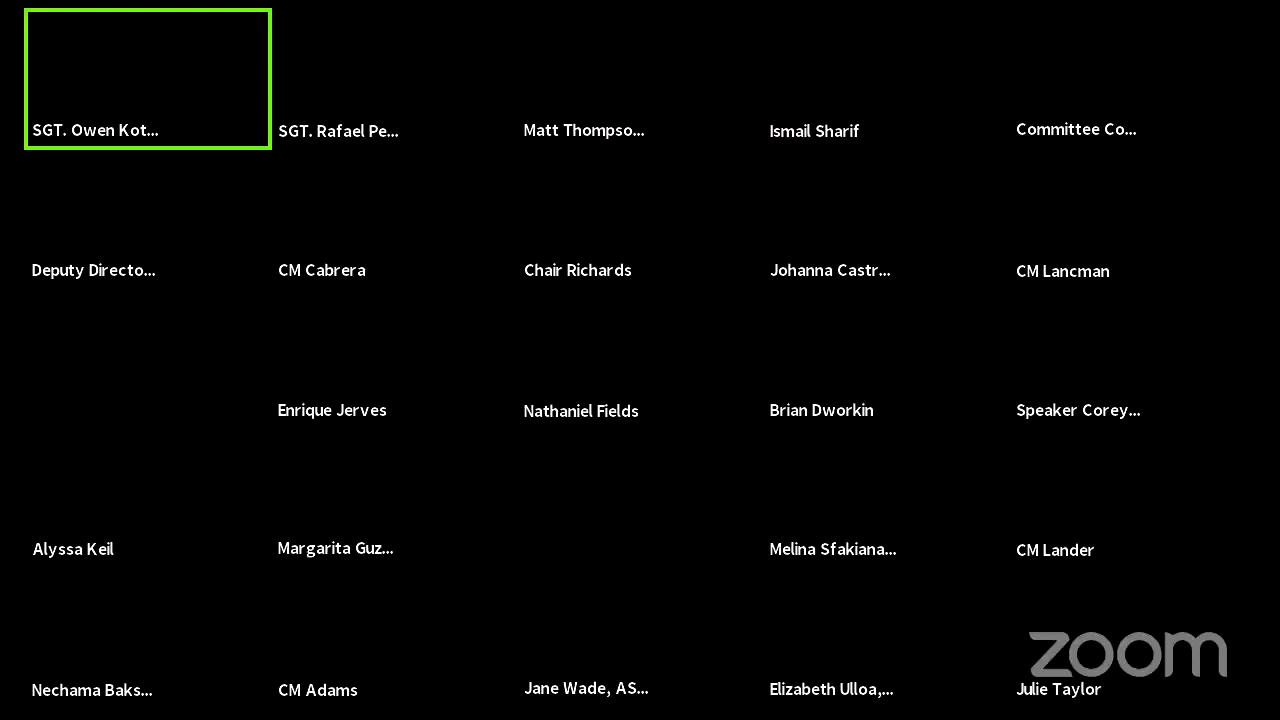 SGT. Owen Kot...
SGT. Rafael Pe...
Matt Thompso...
Ismail Sharif
Committee Co...
Deputy Directo...
CM Cabrera
Chair Richards
Johanna Castr...
CM Lancman
Enrique Jerves
Nathaniel Fields
Brian Dworkin
Speaker Corey...
Alyssa Keil
Margarita Guz...
Melina Sfakiana...
CM Lander
Nechama Baks...
CM Adams
Jane Wade, AS...
Elizabeth Ulloa,...
Julie Taylor
zoom